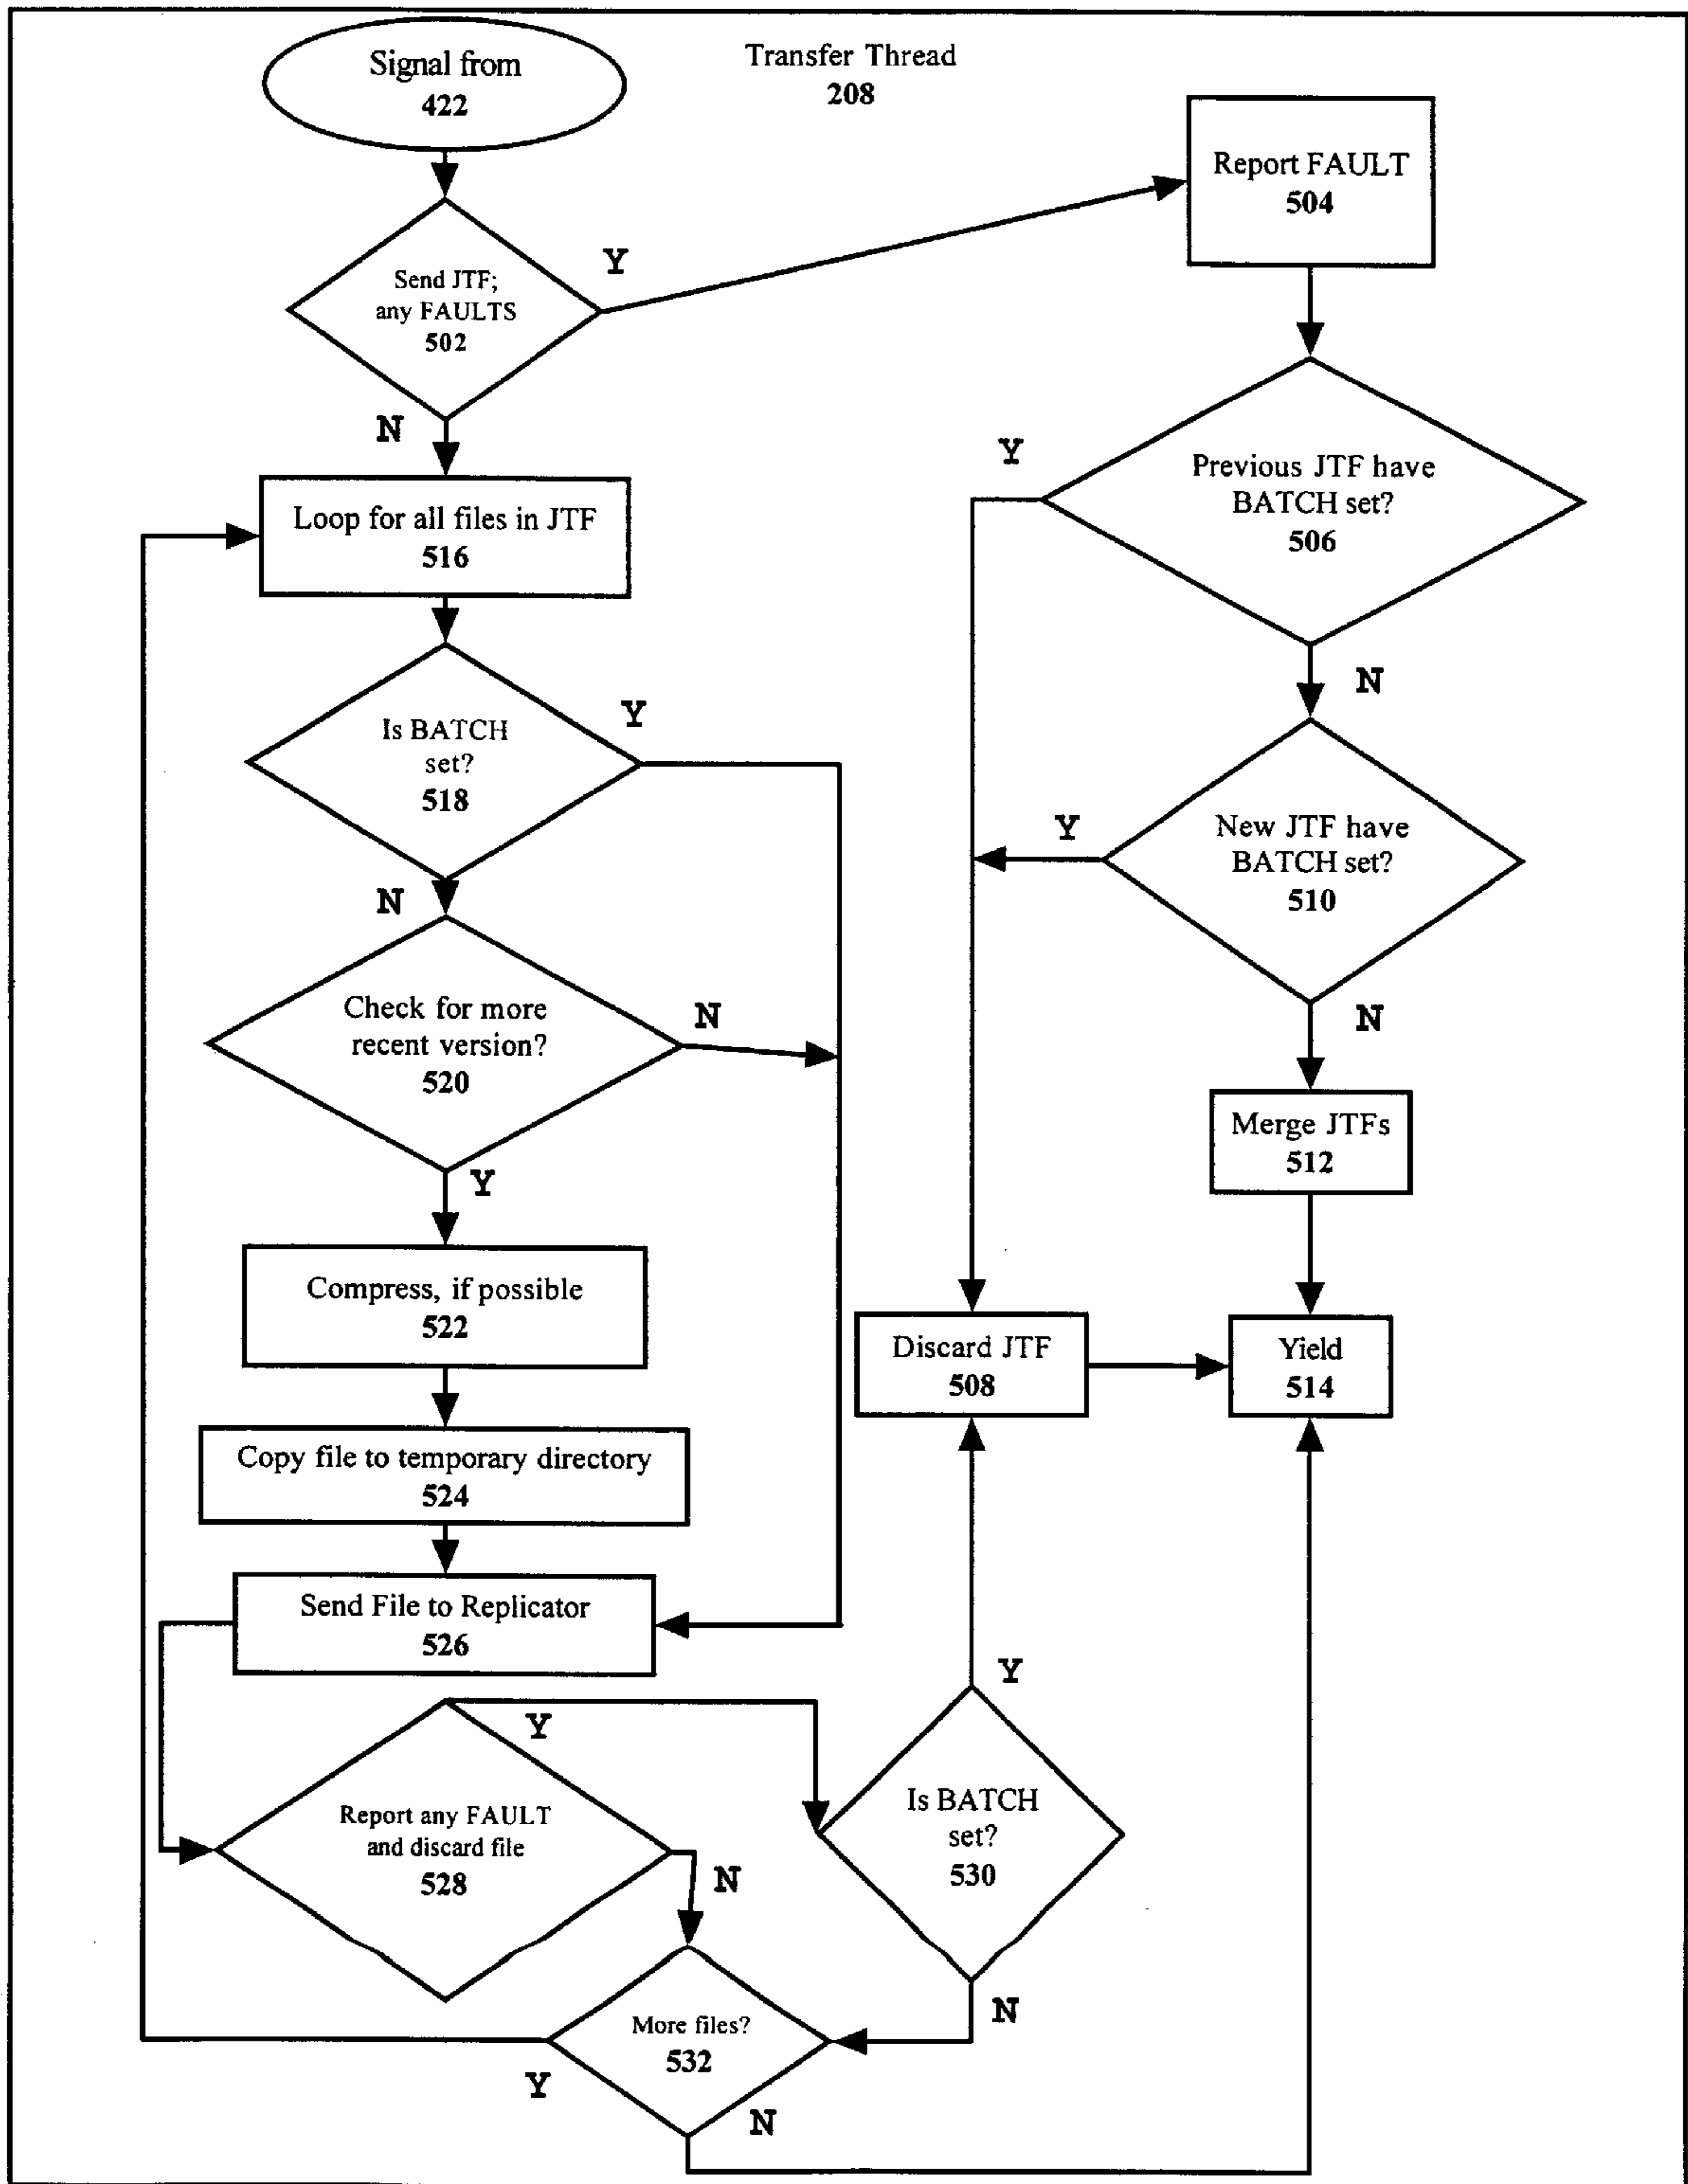 Signal from
422
Transfer Thread
208
Report FAULT
504
Y
Send JTF;
any FAULTS
502
N
Loop for all files in JTF
516
Y
Previous JTF have
BATCH set?
506
N
Is BATCH
set?
518
Y
N
New JTF have
BATCH set?
510
Y
N
Check for more
recent version?
520
N
Y
Merge JTFs
512
Compress, if possible
522
Discard JTF
508
Yield
514
Copy file to temporary directory
524
Send File to Replicator
526
Y
Report any FAULT
and discard file
528
N
Y
Is BATCH
set?
530
N
More files?
532
Y
N